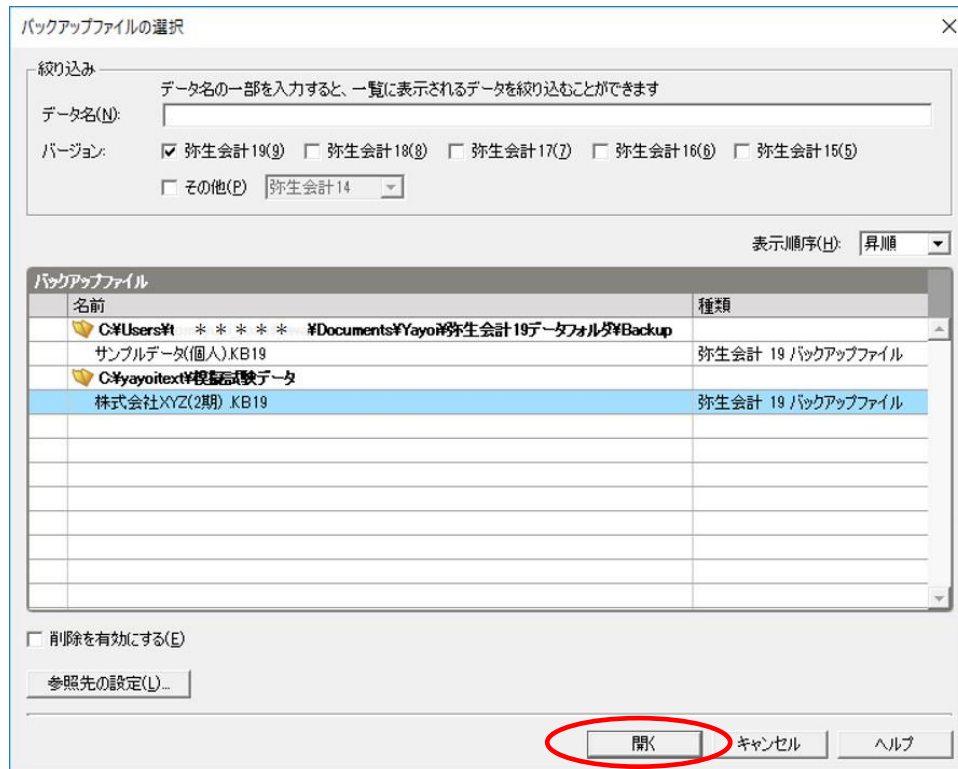 バックアップファイルの選択
絞り込み
データ名の一部を入力すると、一覧に表示されるデータを絞り込むことができます
データ名(N):
バージョン: 弥生会計19(9) 弥生会計18(8) 弥生会計17(7) 弥生会計16(6) 弥生会計15(5)
その他(P) 弥生会計14
表示順序(H): 昇順
バックアップファイル
名前 種類
C:¥Users¥t * * * * * ¥Documents¥Yayoi¥弥生会計19データフォルダ¥Backup
サンプルデータ(個人).KB19 弥生会計 19 バックアップファイル
C:¥yayoitext¥模擬試験データ
株式会社XYZ(2期) .KB19 弥生会計 19 バックアップファイル
削除を有効にする(E)
参照先の設定(L)...
開く キャンセル ヘルプ